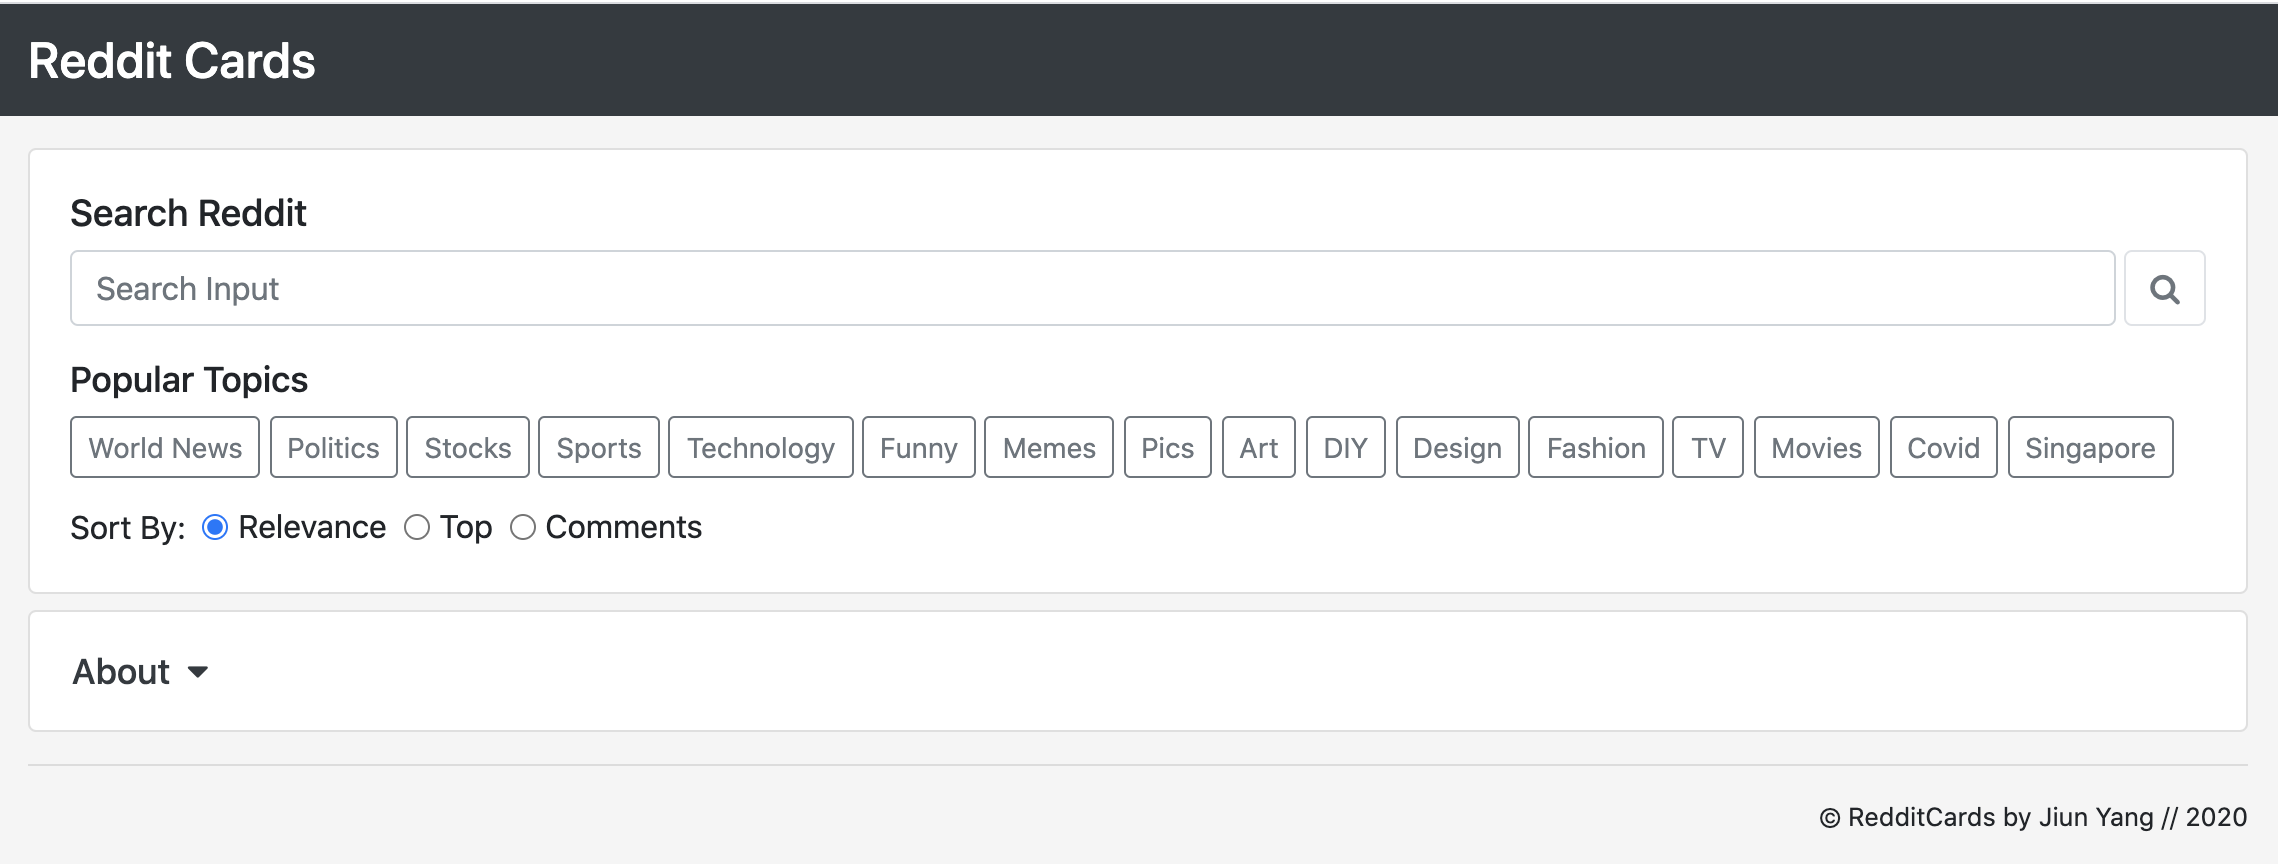 Reddit Cards
Search Reddit
Search Input
Popular Topics
World News Politics Stocks Sports Technology Funny Memes Pics Art DIY Design Fashion TV Movies Covid Singapore
Sort By: Relevance Top Comments
About
© RedditCards by Jiun Yang // 2020